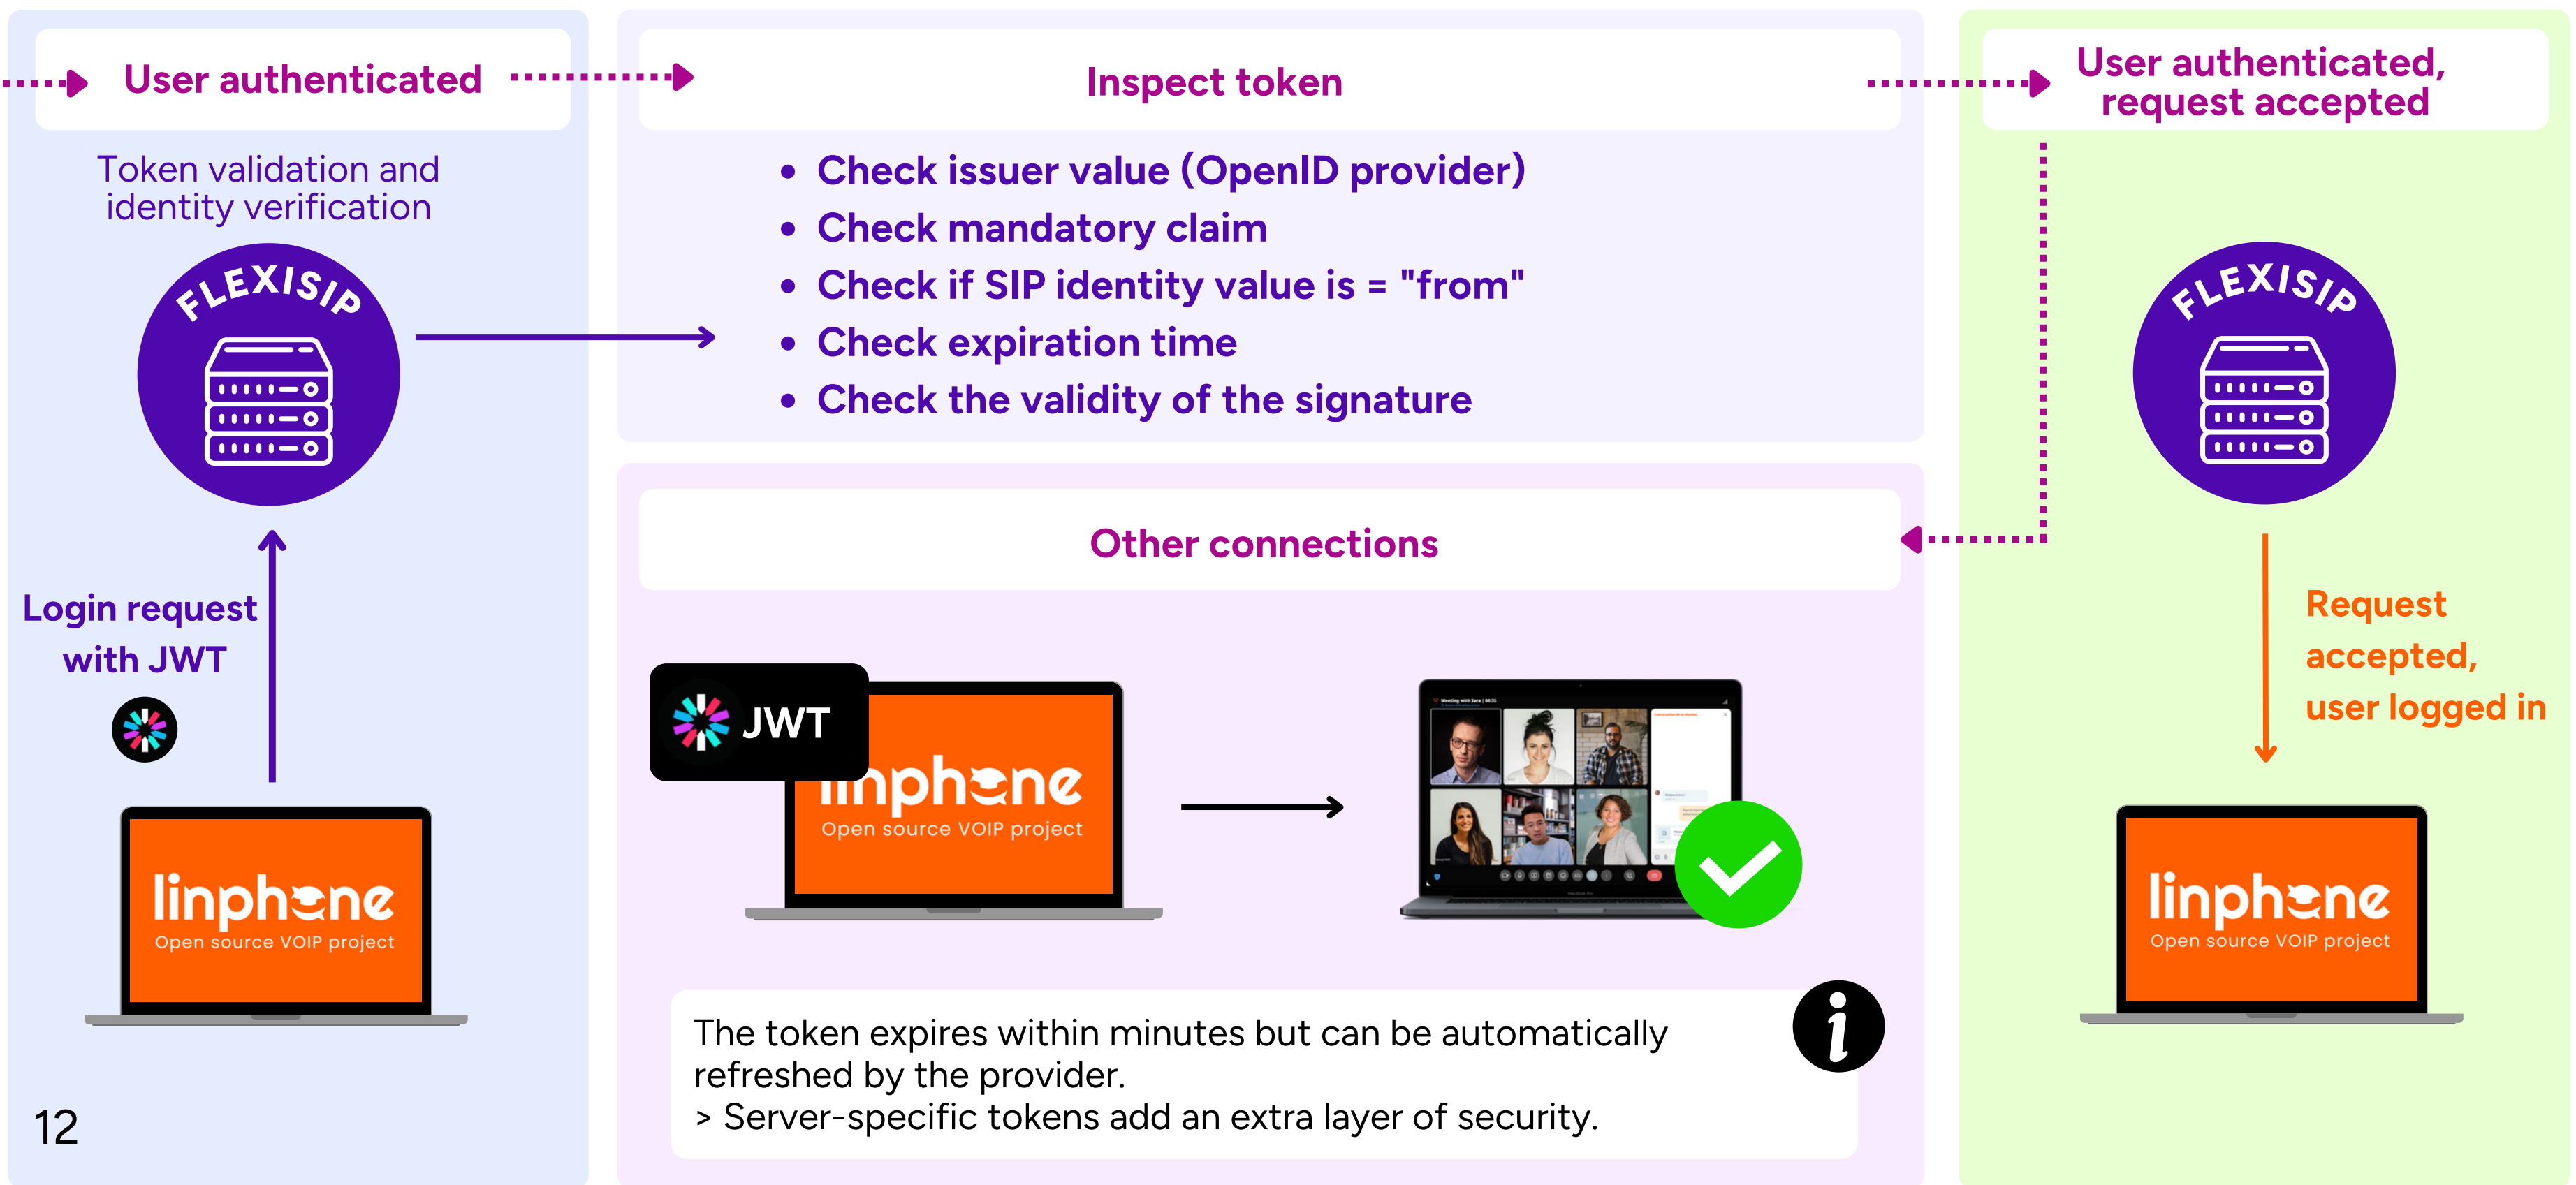 User authenticated
Token validation and
identity verification
FLEXISIP
Login request
with JWT
linphone
Open source VOIP project
12
Inspect token
• Check issuer value (OpenID provider)
• Check mandatory claim
• Check if SIP identity value is = "from"
• Check expiration time
• Check the validity of the signature
User authenticated,
request accepted
FLEXISIP
Request
accepted,
user logged in
linphone
Open source VOIP project
Other connections
JWT
linphone
Open source VOIP project
Meeting with Sara |
The token expires within minutes but can be automatically
refreshed by the provider.
> Server-specific tokens add an extra layer of security.